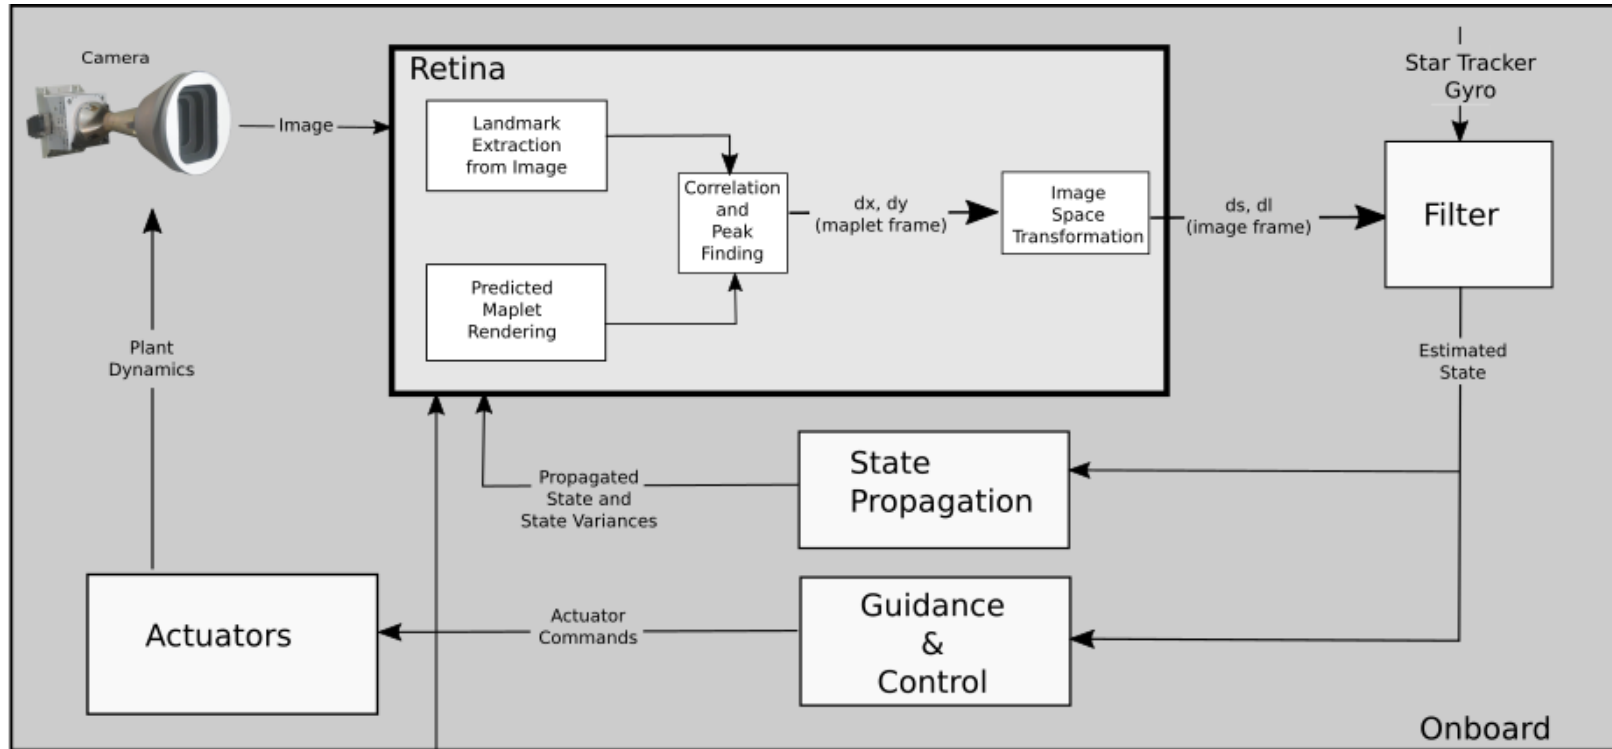 Camera
Image
Retina
Landmark
Extraction
from Image
Predicted
Maplet
Rendering
Correlation
and
Peak
Finding
dx, dy
(maplet frame)
Image
Space
Transformation
ds, dl
(image frame)
Star Tracker
Gyro
Filter
Estimated
State
State
Propagation
Propagated
State and
State Variances
Guidance
&
Control
Actuator
Commands
Actuators
Plant
Dynamics
Onboard